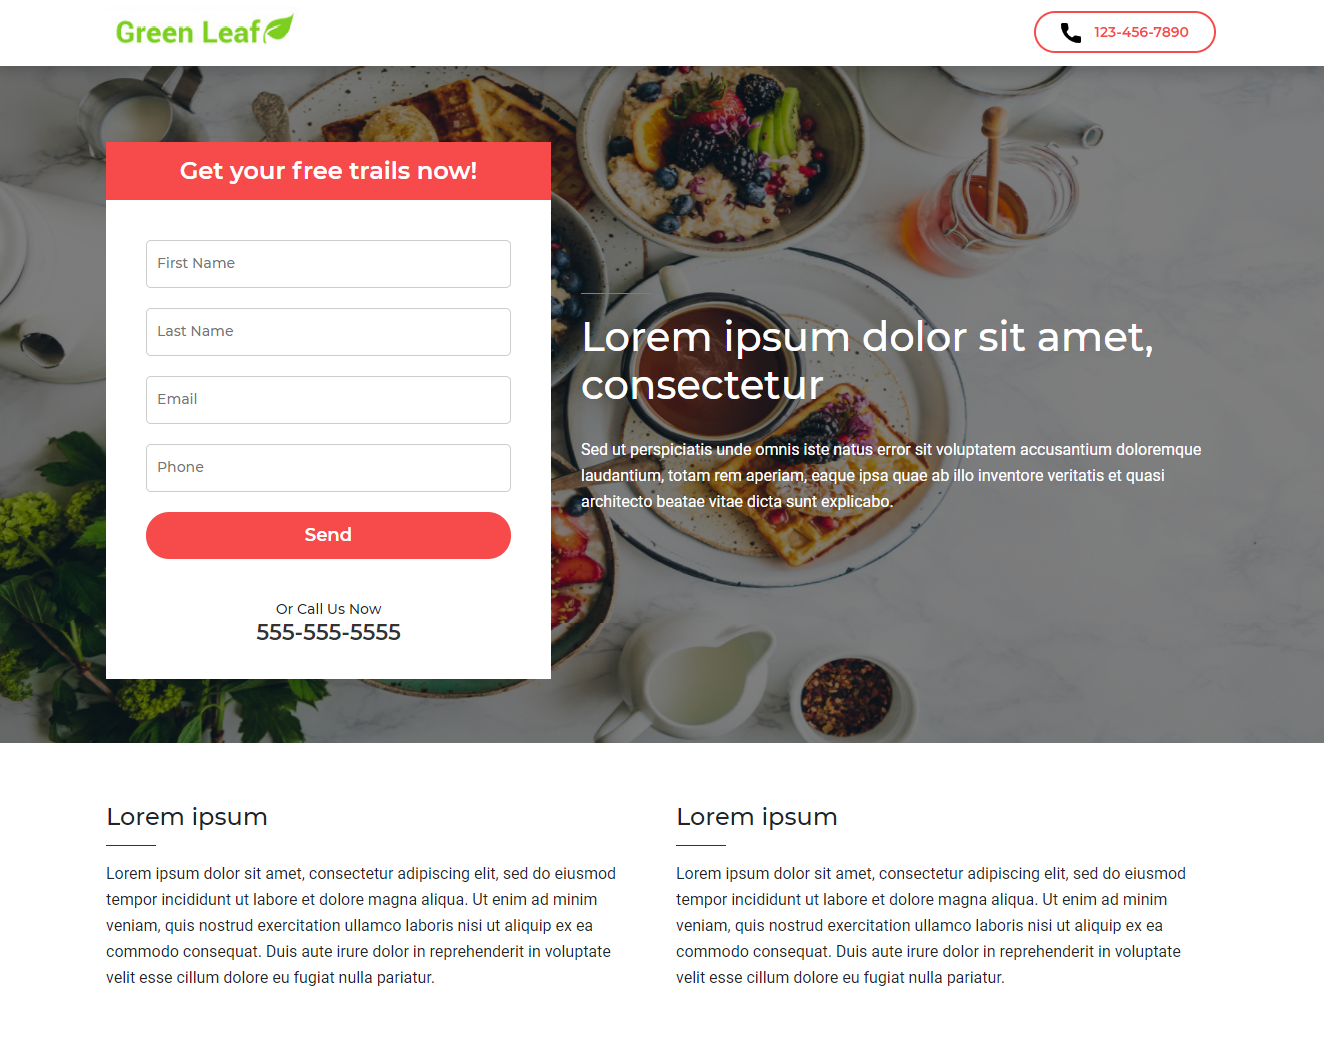 Green Leaf
123-456-7890
Get your free trails now!
First Name
Last Name
Email
Phone
Send
Or Call Us Now
555-555-5555
Lorem ipsum dolor sit amet,
consectetur
Sed ut perspiciatis unde omnis iste natus error sit voluptatem accusantium doloremque
laudantium, totam rem aperiam, eaque ipsa quae ab illo inventore veritatis et quasi
architecto beatae vitae dicta sunt explicabo.
Lorem ipsum
Lorem ipsum dolor sit amet, consectetur adipiscing elit, sed do eiusmod
tempor incididunt ut labore et dolore magna aliqua. Ut enim ad minim
veniam, quis nostrud exercitation ullamco laboris nisi ut aliquip ex ea
commodo consequat. Duis aute irure dolor in reprehenderit in voluptate
velit esse cillum dolore eu fugiat nulla pariatur.
Lorem ipsum
Lorem ipsum dolor sit amet, consectetur adipiscing elit, sed do eiusmod
tempor incididunt ut labore et dolore magna aliqua. Ut enim ad minim
veniam, quis nostrud exercitation ullamco laboris nisi ut aliquip ex ea
commodo consequat. Duis aute irure dolor in reprehenderit in voluptate
velit esse cillum dolore eu fugiat nulla pariatur.